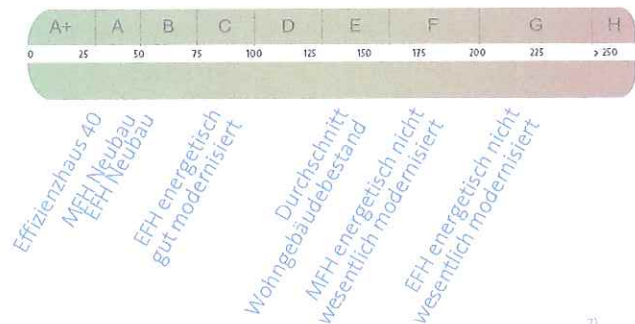 A+ A B C D E F G H
0 25 50 75 100 125 150 175 200 225 > 250
Effizienzhaus 40
MFH Neubau
EFH Neubau
EFH energetisch
gut modernisiert
Durchschnitt
Wohngebäudebestand
MFH energetisch nicht
wesentlich modernisiert
EFH energetisch nicht
wesentlich modernisiert
7)